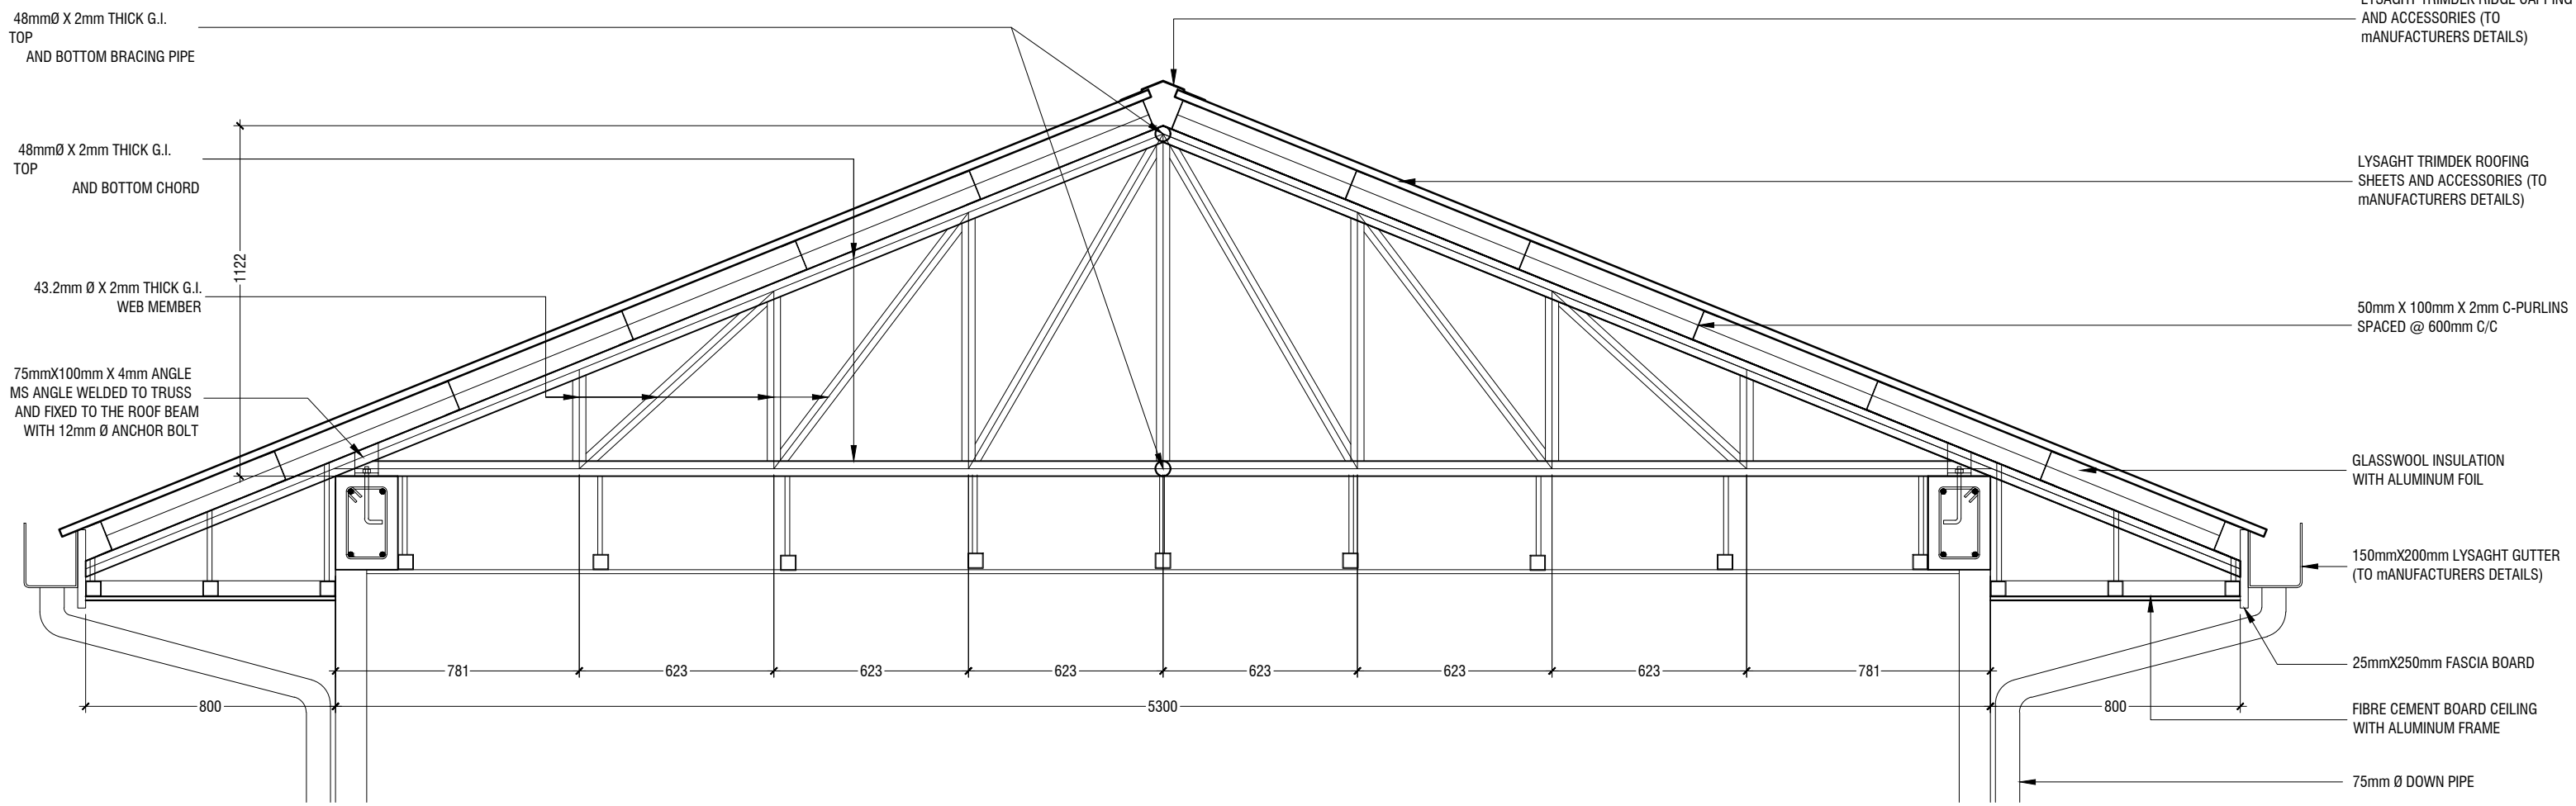 48mmØ X 2mm THICK G.I.
TOP
AND BOTTOM BRACING PIPE
48mmØ X 2mm THICK G.I.
TOP
AND BOTTOM CHORD
1122
43.2mm Ø X 2mm THICK G.I.
WEB MEMBER
75mmX100mm X 4mm ANGLE
MS ANGLE WELDED TO TRUSS
AND FIXED TO THE ROOF BEAM
WITH 12mm Ø ANCHOR BOLT
LYSAGHT TRIMDEK RIDGE CAPPING
AND ACCESSORIES (TO
mANUFACTURERS DETAILS)
LYSAGHT TRIMDEK ROOFING
SHEETS AND ACCESSORIES (TO
mANUFACTURERS DETAILS)
50mm X 100mm X 2mm C-PURLINS
SPACED @ 600mm C/C
GLASSWOOL INSULATION
WITH ALUMINUM FOIL
150mmX200mm LYSAGHT GUTTER
(TO mANUFACTURERS DETAILS)
25mmX250mm FASCIA BOARD
FIBRE CEMENT BOARD CEILING
WITH ALUMINUM FRAME
75mm Ø DOWN PIPE
781 623 623 623 623 623 623 781
800 5300 800